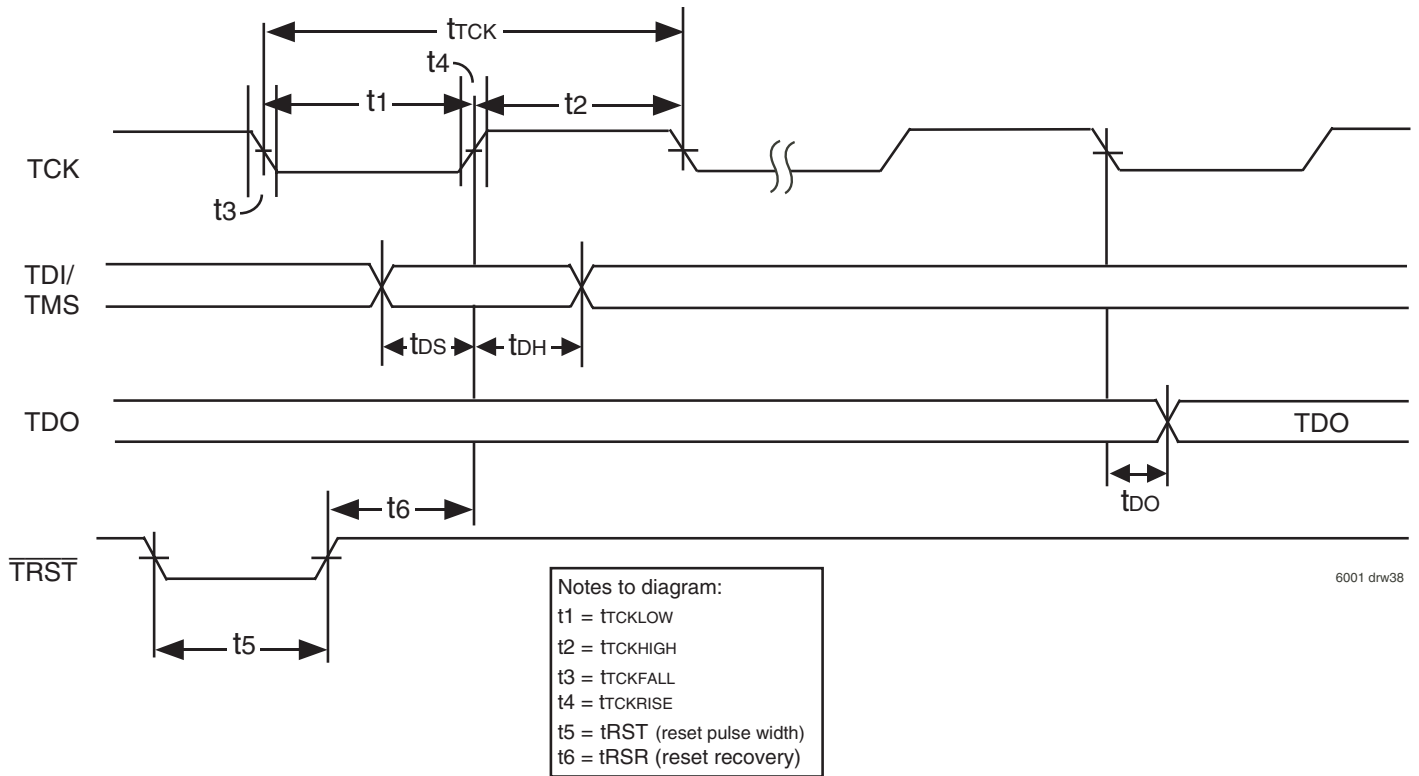 tTCK
t4
t1
t2
TCK
t3
TDI/
TMS
tDS
tDH
TDO
TDO
tDO
t6
TRST
6001 drw38
t5
Notes to diagram:
t1 = tTCKLOW
t2 = tTCKHIGH
t3 = tTCKFALL
t4 = tTCKRISE
t5 = tRST (reset pulse width)
t6 = tRSR (reset recovery)